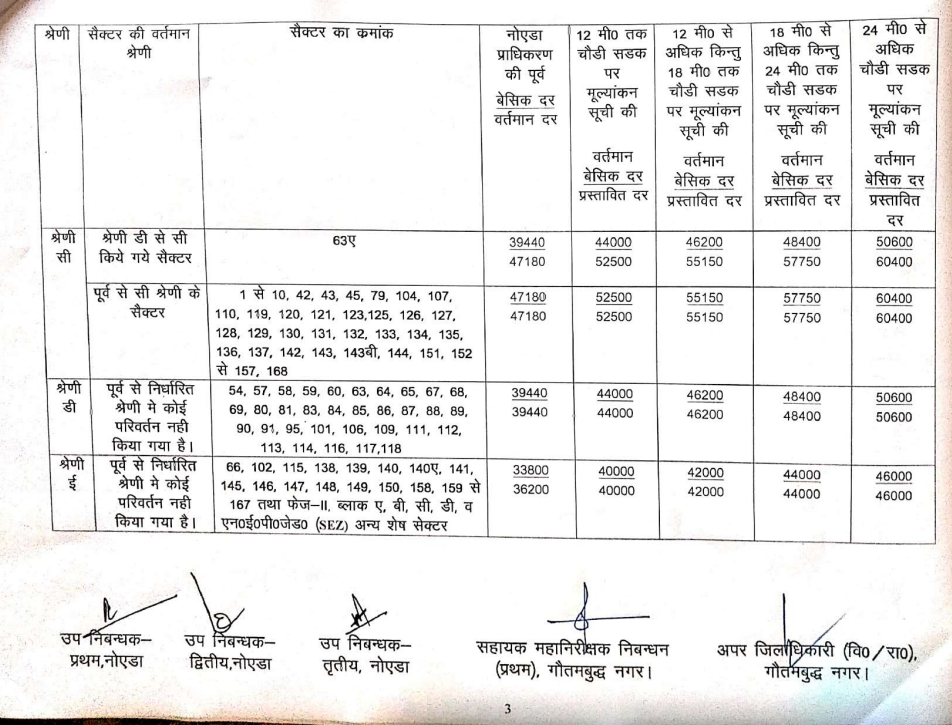 श्रेणी
सैक्टर की वर्तमान
श्रेणी
सैक्टर का कमांक
नोएडा
प्राधिकरण
की पूर्व
बेसिक दर
वर्तमान दर
12 मी0 तक
चौडी सडक
पर
मूल्यांकन
सूची की
वर्तमान
बेसिक दर
प्रस्तावित दर
12 मी0 से
अधिक किन्तु
18 मी0 तक
चौडी सडक
पर मूल्यांकन
सूची की
वर्तमान
बेसिक दर
प्रस्तावित दर
18 मी0 से
अधिक किन्तु
24 मी0 तक
चौडी सडक
पर मूल्यांकन
सूची की
वर्तमान
बेसिक दर
प्रस्तावित दर
24 मी0 से
अधिक
चौडी सडक
पर
मूल्यांकन
सूची की
वर्तमान
बेसिक दर
प्रस्तावित
दर
श्रेणी
सी
श्रेणी डी से सी
किये गये सैक्टर
63ए
39440
47180
44000
52500
46200
55150
48400
57750
50600
60400
पूर्व से सी श्रेणी के
सैक्टर
1 से 10, 42, 43, 45, 79, 104, 107,
110, 119, 120, 121, 123,125, 126, 127,
128, 129, 130, 131, 132, 133, 134, 135,
136, 137, 142, 143, 143बी, 144, 151, 152
से 157, 168
47180
47180
52500
52500
55150
55150
57750
57750
60400
60400
श्रेणी
डी
पूर्व से निर्धारित
श्रेणी मे कोई
परिवर्तन नही
किया गया है।
54, 57, 58, 59, 60, 63, 64, 65, 67, 68,
69, 80, 81, 83, 84, 85, 86, 87, 88, 89,
90, 91, 95, 101, 106, 109, 111, 112,
113, 114, 116, 117,118
39440
39440
44000
44000
46200
46200
48400
48400
50600
50600
श्रेणी
ई
पूर्व से निर्धारित
श्रेणी मे कोई
परिवर्तन नही
किया गया है।
66, 102, 115, 138, 139, 140, 140ए, 141,
145, 146, 147, 148, 149, 150, 158, 159 से
167 तथा फेज–II, ब्लाक ए, बी, सी, डी, व
एन0ई0पी0जेड0 (SEZ) अन्य शेष सेक्टर
33800
36200
40000
40000
42000
42000
44000
44000
46000
46000
उप निबन्धक–
प्रथम,नोएडा
उप निबन्धक–
द्वितीय,नोएडा
उप निबन्धक–
तृतीय, नोएडा
सहायक महानिरीक्षक निबन्धन
(प्रथम), गौतमबुद्ध नगर।
अपर जिलाधिकारी (वि0/रा0),
गौतमबुद्ध नगर।
3